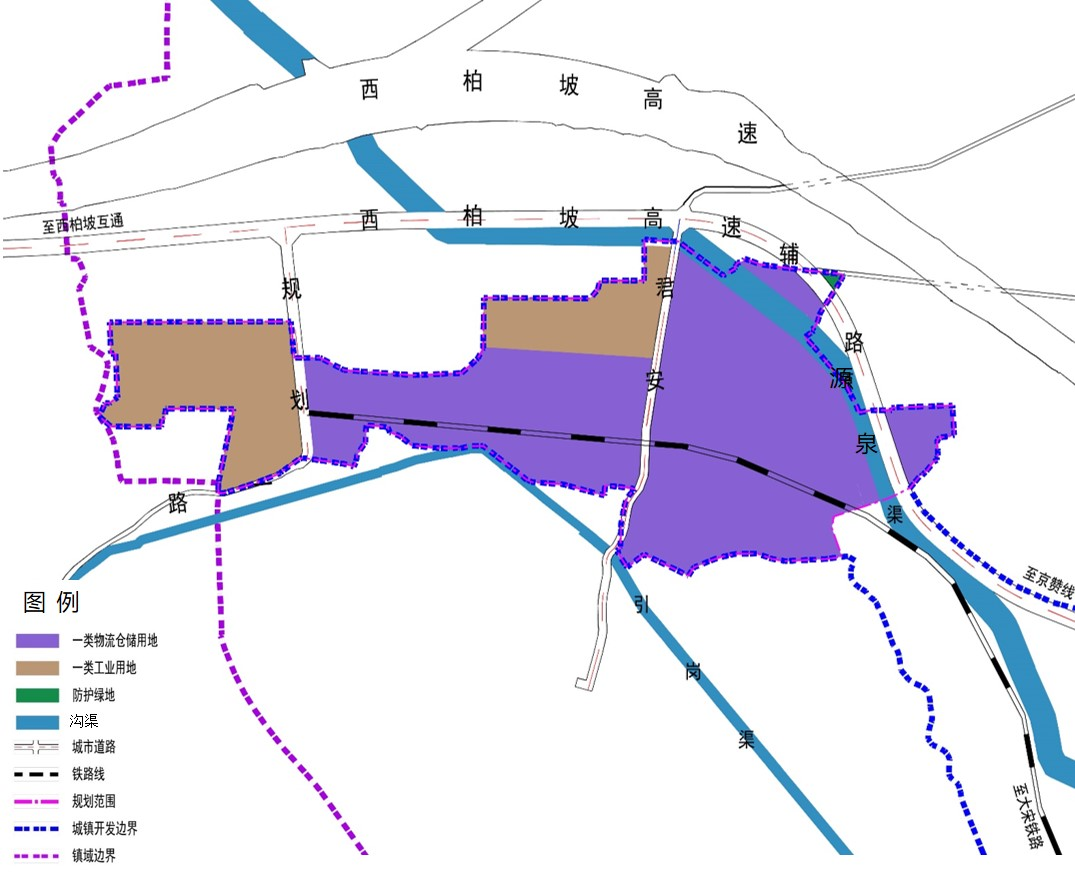 西柏坡高速
至西柏坡互通
西柏坡高速辅路
规划路
君安
源泉渠
引岗渠
至京赞线
至大宋铁路
图例
一类物流仓储用地
一类工业用地
防护绿地
沟渠
城市道路
铁路线
规划范围
城镇开发边界
镇域边界